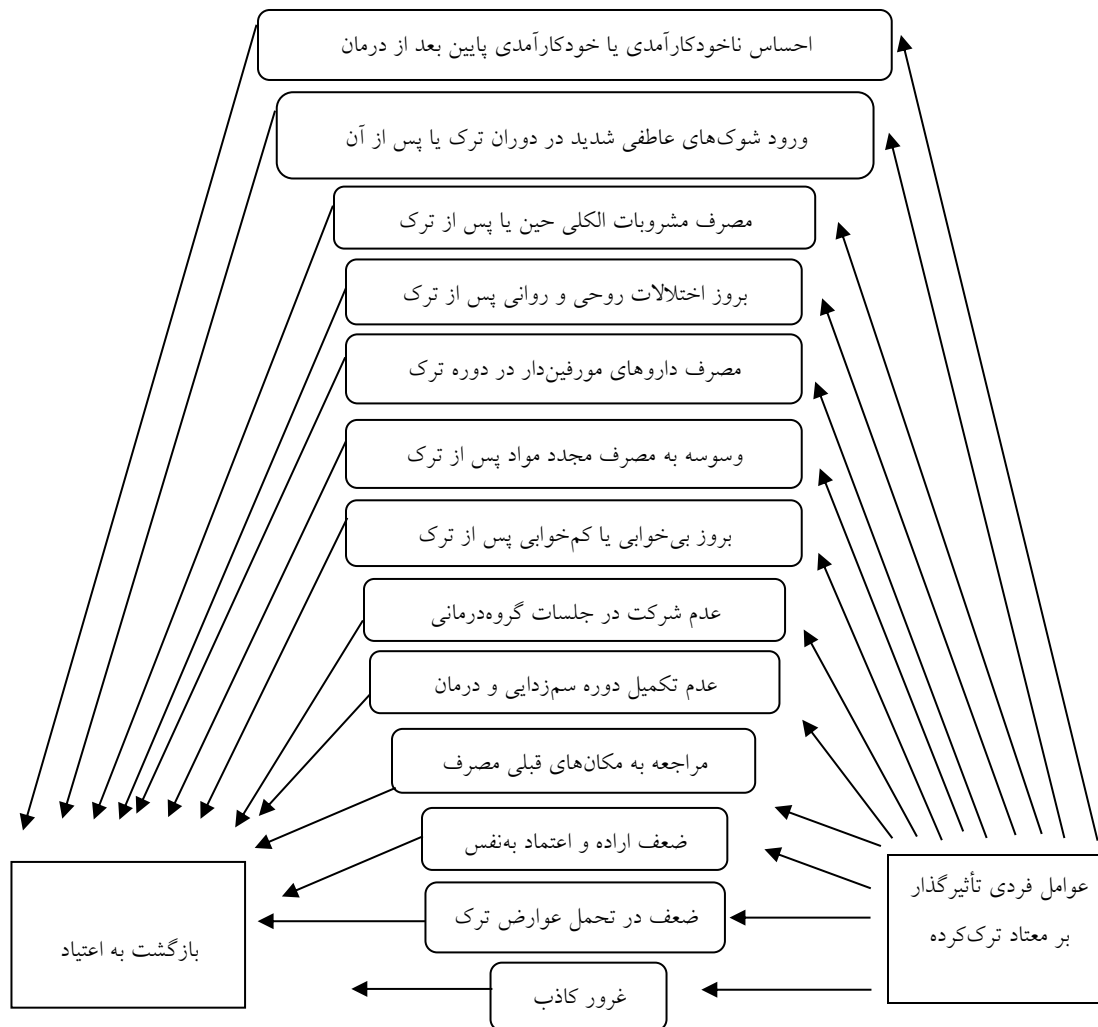 احساس ناخودکارآمدی یا خودکارآمدی پایین بعد از درمان
ورود شوک‌های عاطفی شدید در دوران ترک یا پس از آن
مصرف مشروبات الکلی حین یا پس از ترک
بروز اختلالات روحی و روانی پس از ترک
مصرف داروهای مورفین‌دار در دوره ترک
وسوسه به مصرف مجدد مواد پس از ترک
بروز بی‌خوابی یا کم‌خوابی پس از ترک
عدم شرکت در جلسات گروه‌درمانی
عدم تکمیل دوره سم‌زدایی و درمان
مراجعه به مکان‌های قبلی مصرف
ضعف اراده و اعتماد به‌نفس
ضعف در تحمل عوارض ترک
غرور کاذب
عوامل فردی تأثیرگذار
بر معتاد ترک‌کرده
بازگشت به اعتیاد